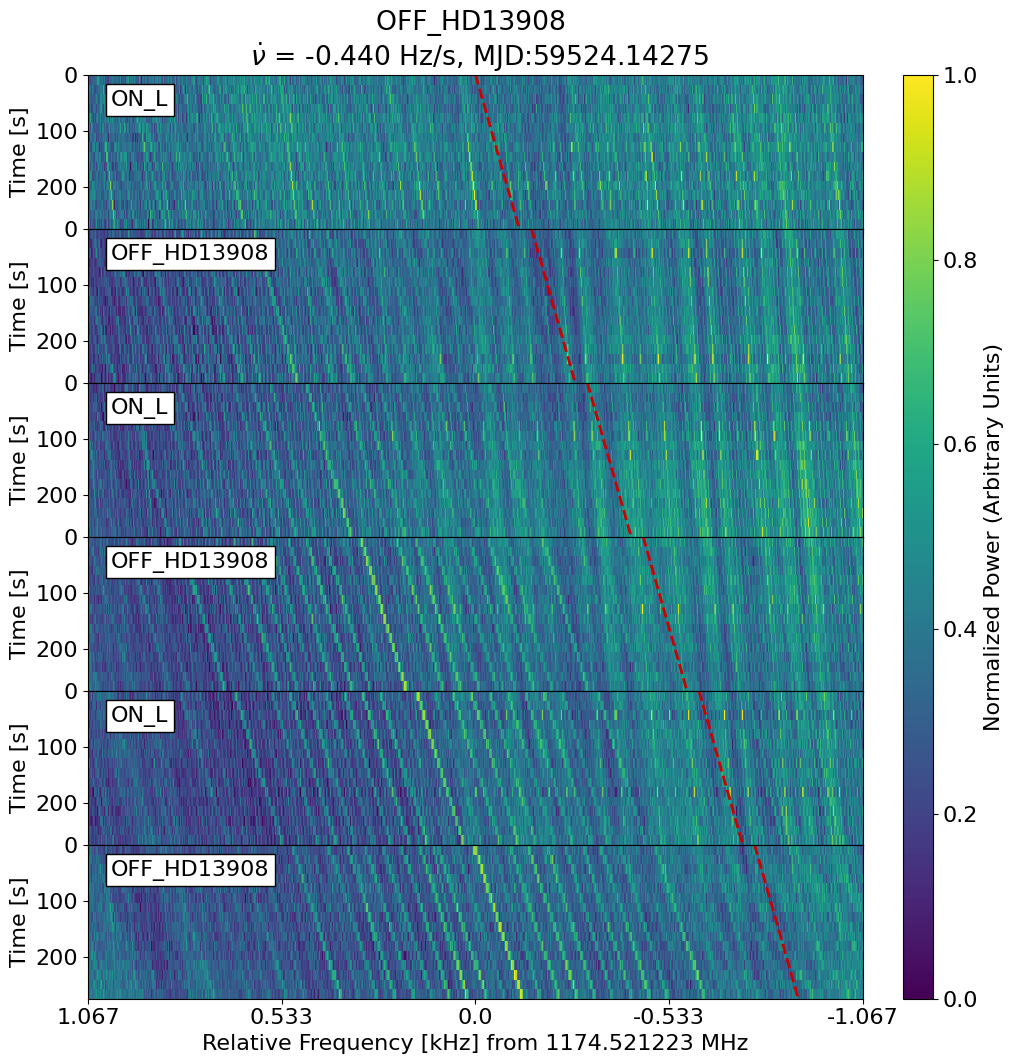 OFF_HD13908
ν̇ = -0.440 Hz/s, MJD:59524.14275
ON_L
OFF_HD13908
ON_L
OFF_HD13908
ON_L
OFF_HD13908
Time [s]
0
100
200
Time [s]
0
100
200
Time [s]
0
100
200
Time [s]
0
100
200
Time [s]
0
100
200
Time [s]
0
100
200
1.067 0.533 0.0 -0.533 -1.067
Relative Frequency [kHz] from 1174.521223 MHz
1.0
0.8
0.6
0.4
0.2
0.0
Normalized Power (Arbitrary Units)